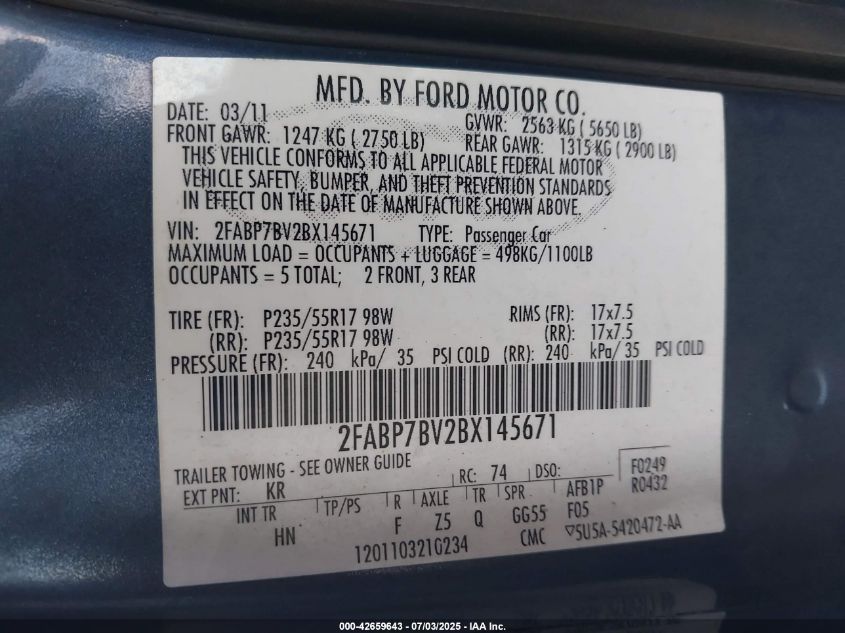 MFD. BY FORD MOTOR CO.
DATE: 03/11 GVWR: 2563 KG ( 5650 LB)
FRONT GAWR: 1247 KG ( 2750 LB) REAR GAWR: 1315 KG ( 2900 LB)
THIS VEHICLE CONFORMS TO ALL APPLICABLE FEDERAL MOTOR
VEHICLE SAFETY, BUMPER, AND THEFT PREVENTION STANDARDS
IN EFFECT ON THE DATE OF MANUFACTURE SHOWN ABOVE.
VIN: 2FABP7BV2BX145671 TYPE: Passenger Car
MAXIMUM LOAD = OCCUPANTS + LUGGAGE = 498KG/1100LB
OCCUPANTS = 5 TOTAL; 2 FRONT, 3 REAR
TIRE (FR): P235/55R17 98W RIMS (FR): 17x7.5
(RR): P235/55R17 98W (RR): 17x7.5
PRESSURE (FR): 240 kPa/ 35 PSI COLD (RR): 240 kPa/ 35 PSI COLD
2FABP7BV2BX145671
TRAILER TOWING - SEE OWNER GUIDE
EXT PNT: KR RC: 74 DSO: F0249
INT TR TP/PS R AXLE TR SPR AFB1P R0432
HN F Z5 Q GG55 F05
12011032​1G234 CMC ▽5U5A-5420472-AA
000-42659643 / 07/03/2025 / IAA Holdings, LLC.